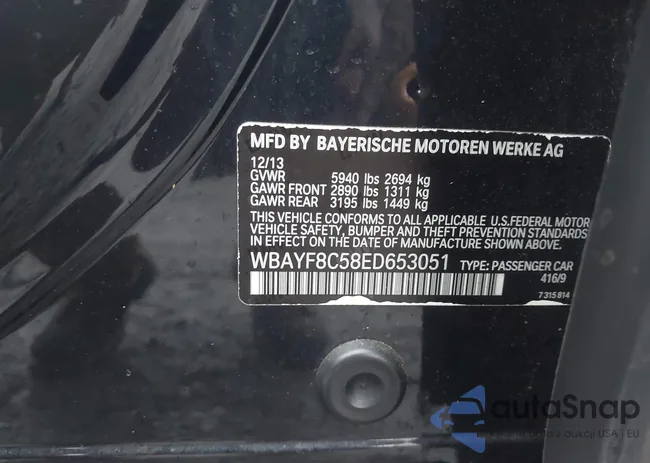 MFD BY BAYERISCHE MOTOREN WERKE AG
12/13
GVWR 5940 lbs 2694 kg
GAWR FRONT 2890 lbs 1311 kg
GAWR REAR 3195 lbs 1449 kg
THIS VEHICLE CONFORMS TO ALL APPLICABLE U.S.FEDERAL MOTOR
VEHICLE SAFETY, BUMPER AND THEFT PREVENTION STANDARDS
IN EFFECT ON THE DATE OF MANUFACTURE SHOWN ABOVE.
WBAYF8C58ED653051 TYPE: PASSENGER CAR
416/9
7 315 814
autoSnap
z aukcji USA i EU